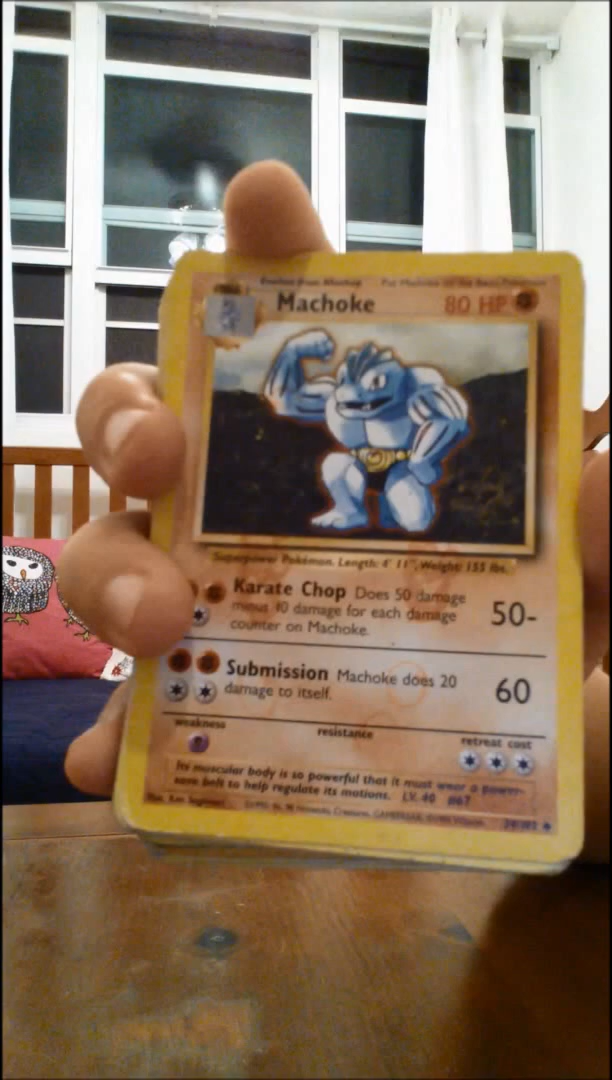 Evolves from Machop Put Machoke on the Basic Pokémon
Machoke 80 HP
Superpower Pokémon. Length: 4' 11", Weight: 155 lbs.
Karate Chop Does 50 damage
minus 10 damage for each damage 50-
counter on Machoke.
Submission Machoke does 20 60
damage to itself.
weakness resistance retreat cost
Its muscular body is so powerful that it must wear a power-
save belt to help regulate its motions. LV. 40 #67